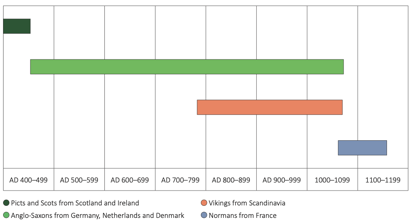 AD 400–499 AD 500–599 AD 600–699 AD 700–799 AD 800–899 AD 900–999 1000–1099 1100–1199
Picts and Scots from Scotland and Ireland Vikings from Scandinavia
Anglo-Saxons from Germany, Netherlands and Denmark Normans from France